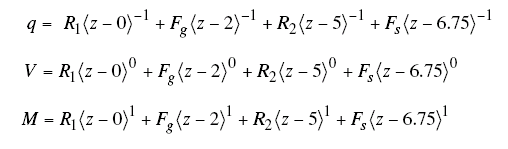 q = R₁⟨z − 0⟩⁻¹ + F_g⟨z − 2⟩⁻¹ + R₂⟨z − 5⟩⁻¹ + F_s⟨z − 6.75⟩⁻¹
V = R₁⟨z − 0⟩⁰ + F_g⟨z − 2⟩⁰ + R₂⟨z − 5⟩⁰ + F_s⟨z − 6.75⟩⁰
M = R₁⟨z − 0⟩¹ + F_g⟨z − 2⟩¹ + R₂⟨z − 5⟩¹ + F_s⟨z − 6.75⟩¹